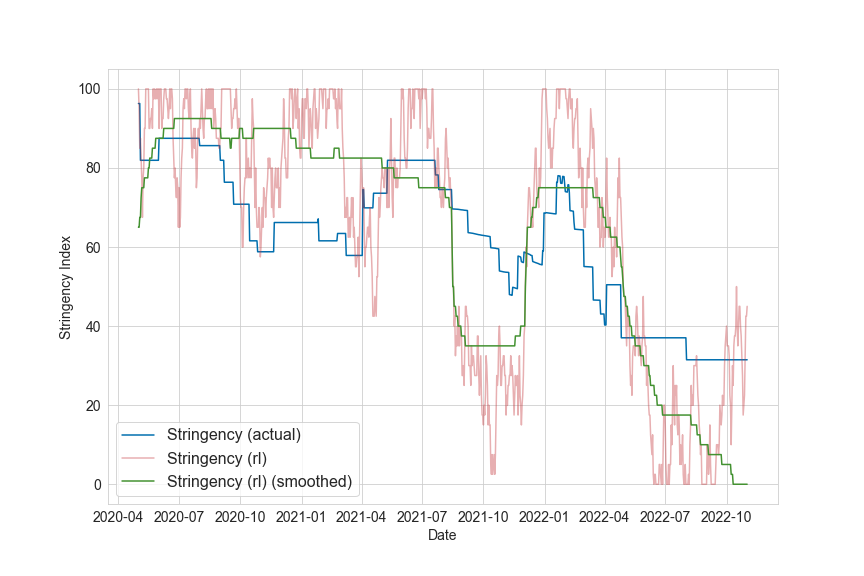 100
80
60
40
20
0
Stringency Index
Stringency (actual)
Stringency (rl)
Stringency (rl) (smoothed)
2020-04 2020-07 2020-10 2021-01 2021-04 2021-07 2021-10 2022-01 2022-04 2022-07 2022-10
Date